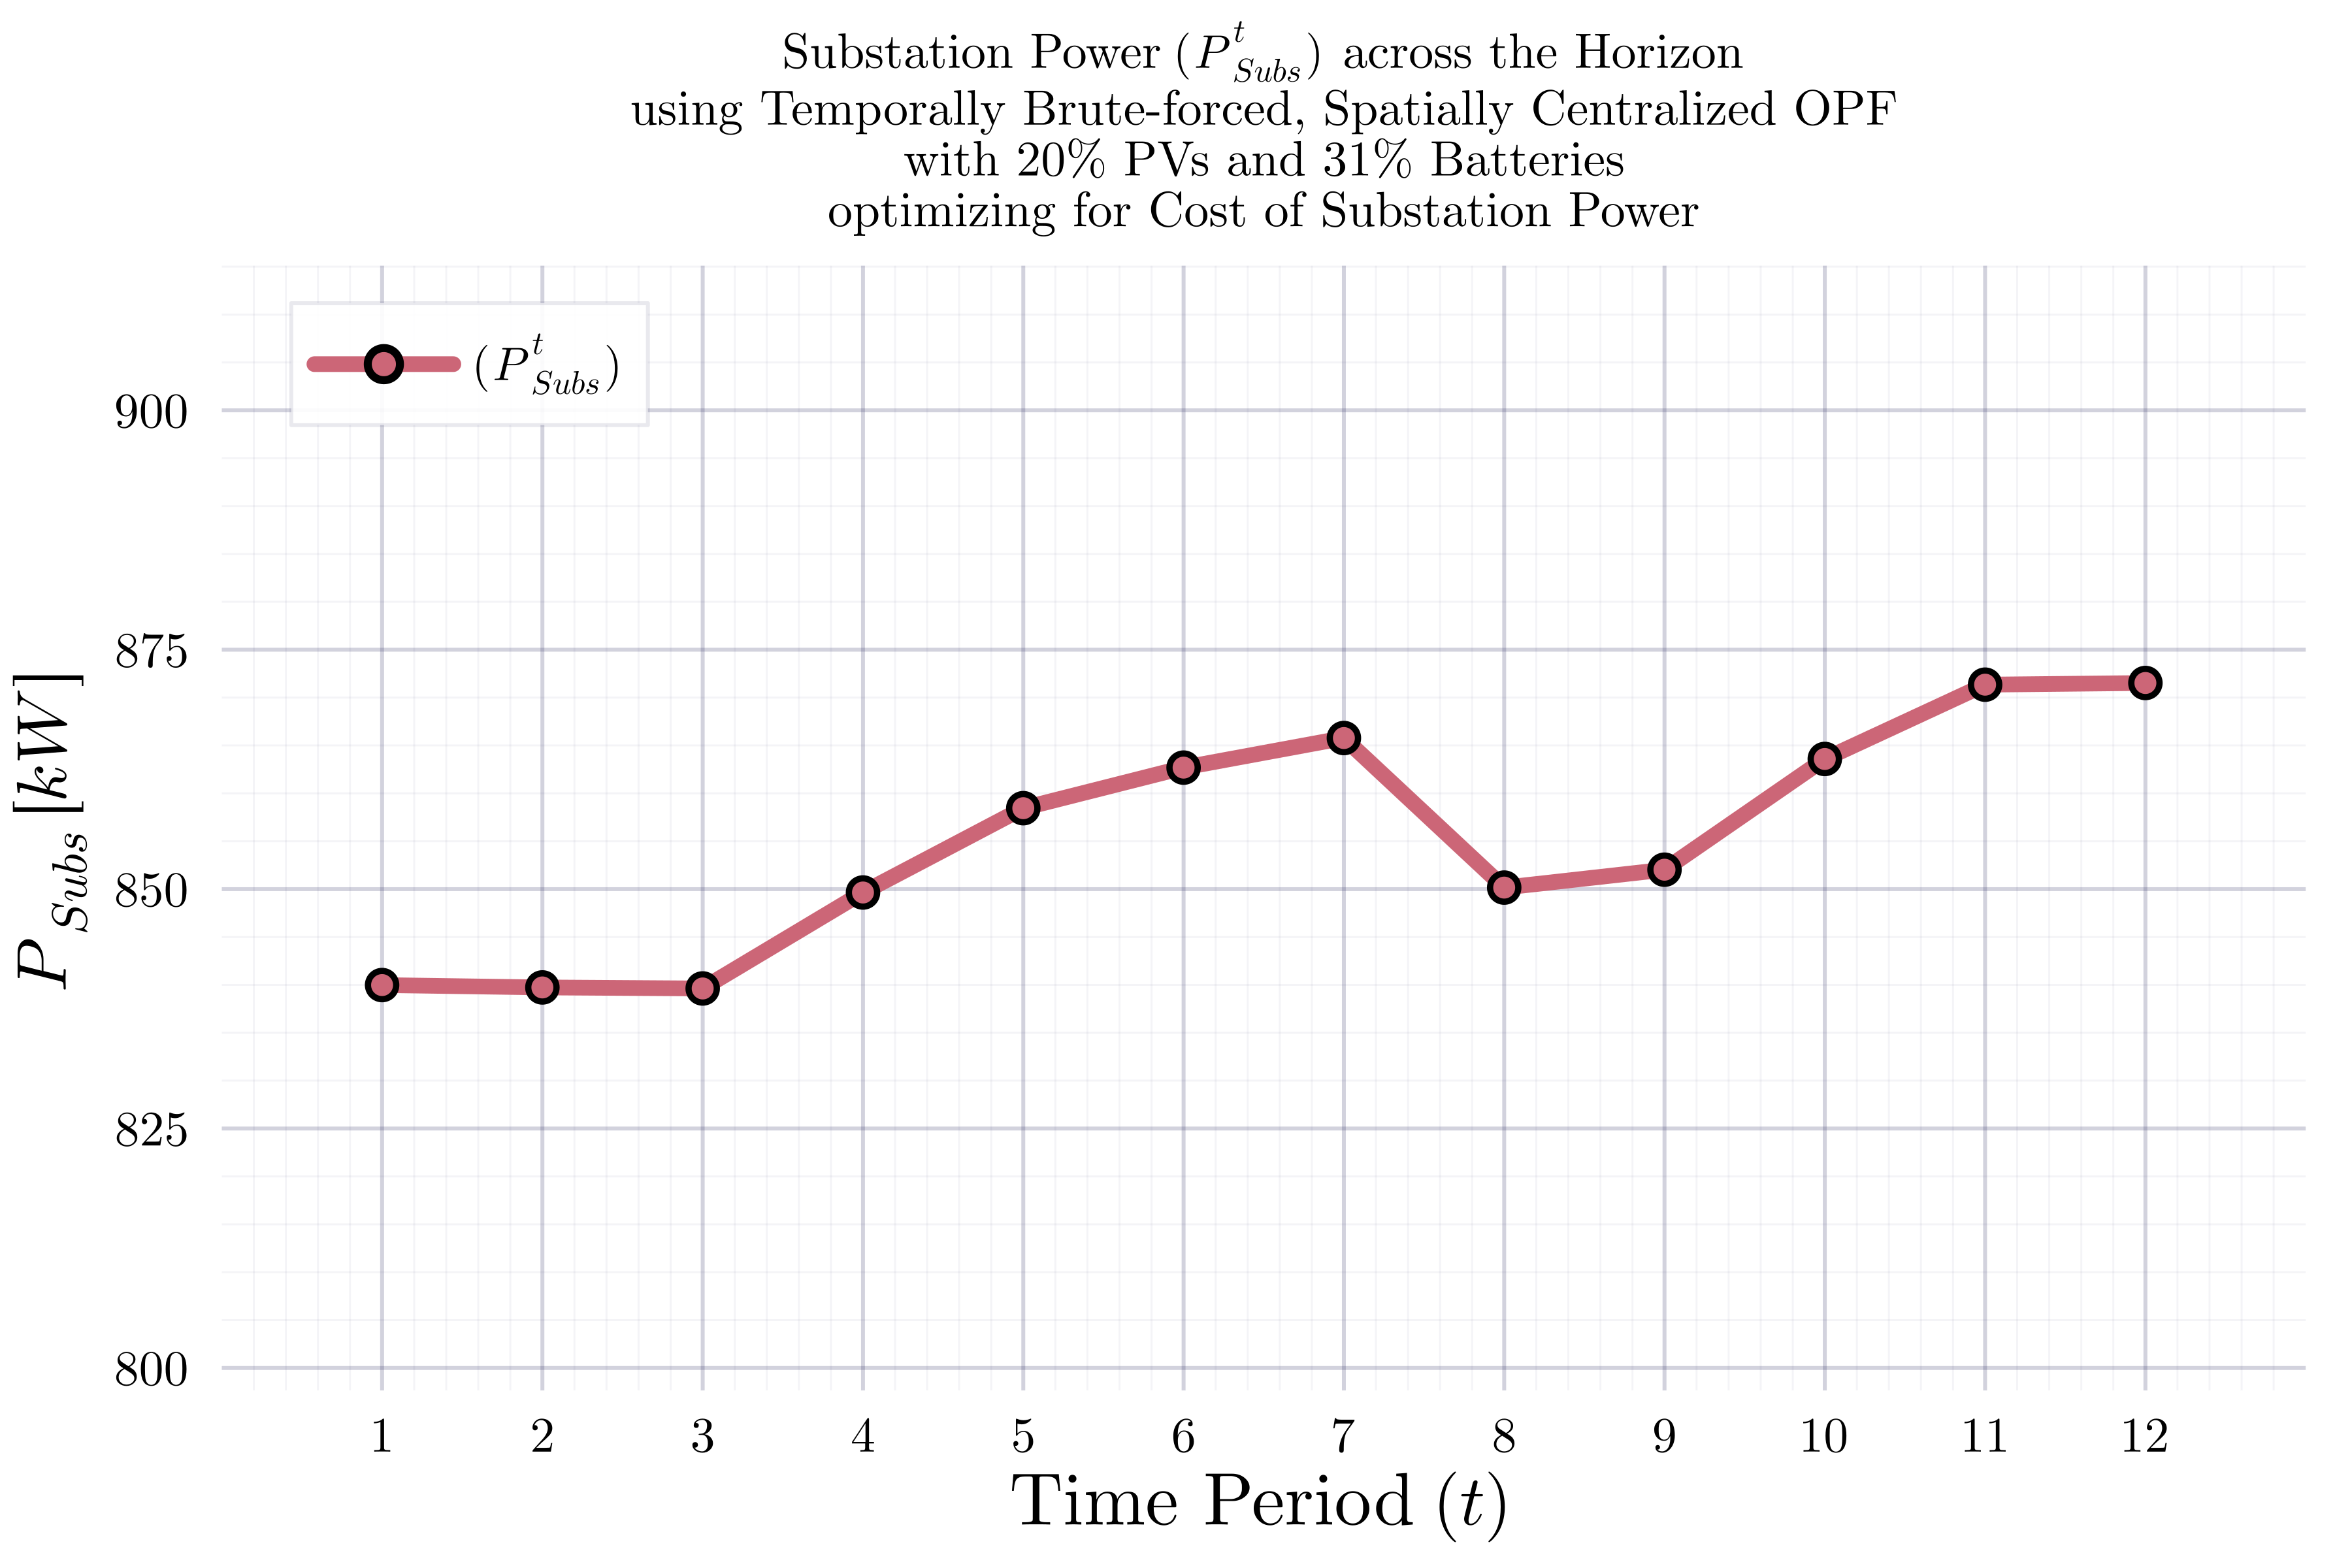 Substation Power (P^t_Subs) across the Horizon
using Temporally Brute-forced, Spatially Centralized OPF
with 20% PVs and 31% Batteries
optimizing for Cost of Substation Power
(P^t_Subs)
900
875
850
825
800
P_Subs [kW]
1 2 3 4 5 6 7 8 9 10 11 12
Time Period (t)